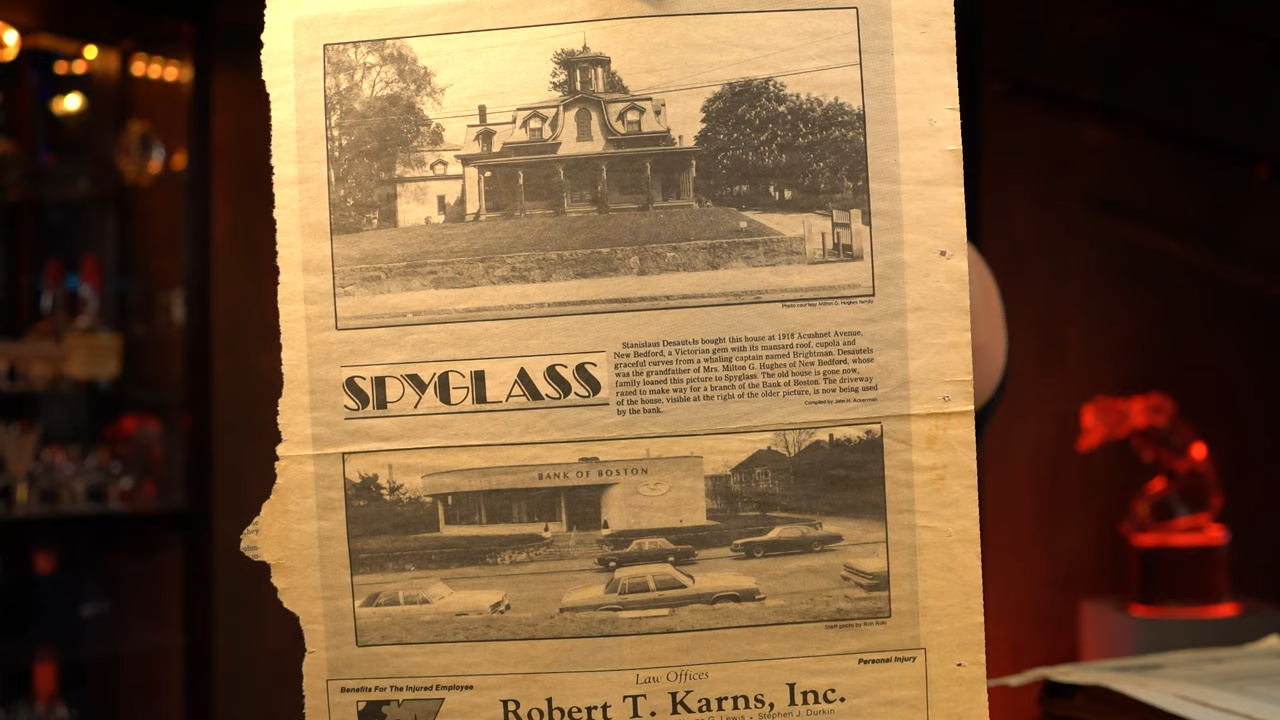 Photo courtesy Milton G. Hughes family
SPYGLASS
Stanislaus Desautels bought this house at 1918 Acushnet Avenue,
New Bedford, a Victorian gem with its mansard roof, cupola and
graceful curves from a whaling captain named Brightman. Desautels
was the grandfather of Mrs. Milton G. Hughes of New Bedford, whose
family loaned this picture to Spyglass. The old house is gone now,
razed to make way for a branch of the Bank of Boston. The driveway
of the house, visible at the right of the older picture, is now being used
by the bank.
Compiled by John H. Ackerman
BANK OF BOSTON
Staff photo by Ron Rolo
Benefits For The Injured Employee
Law Offices
Personal Injury
Robert T. Karns, Inc.
G. Lewis • Stephen J. Durkin